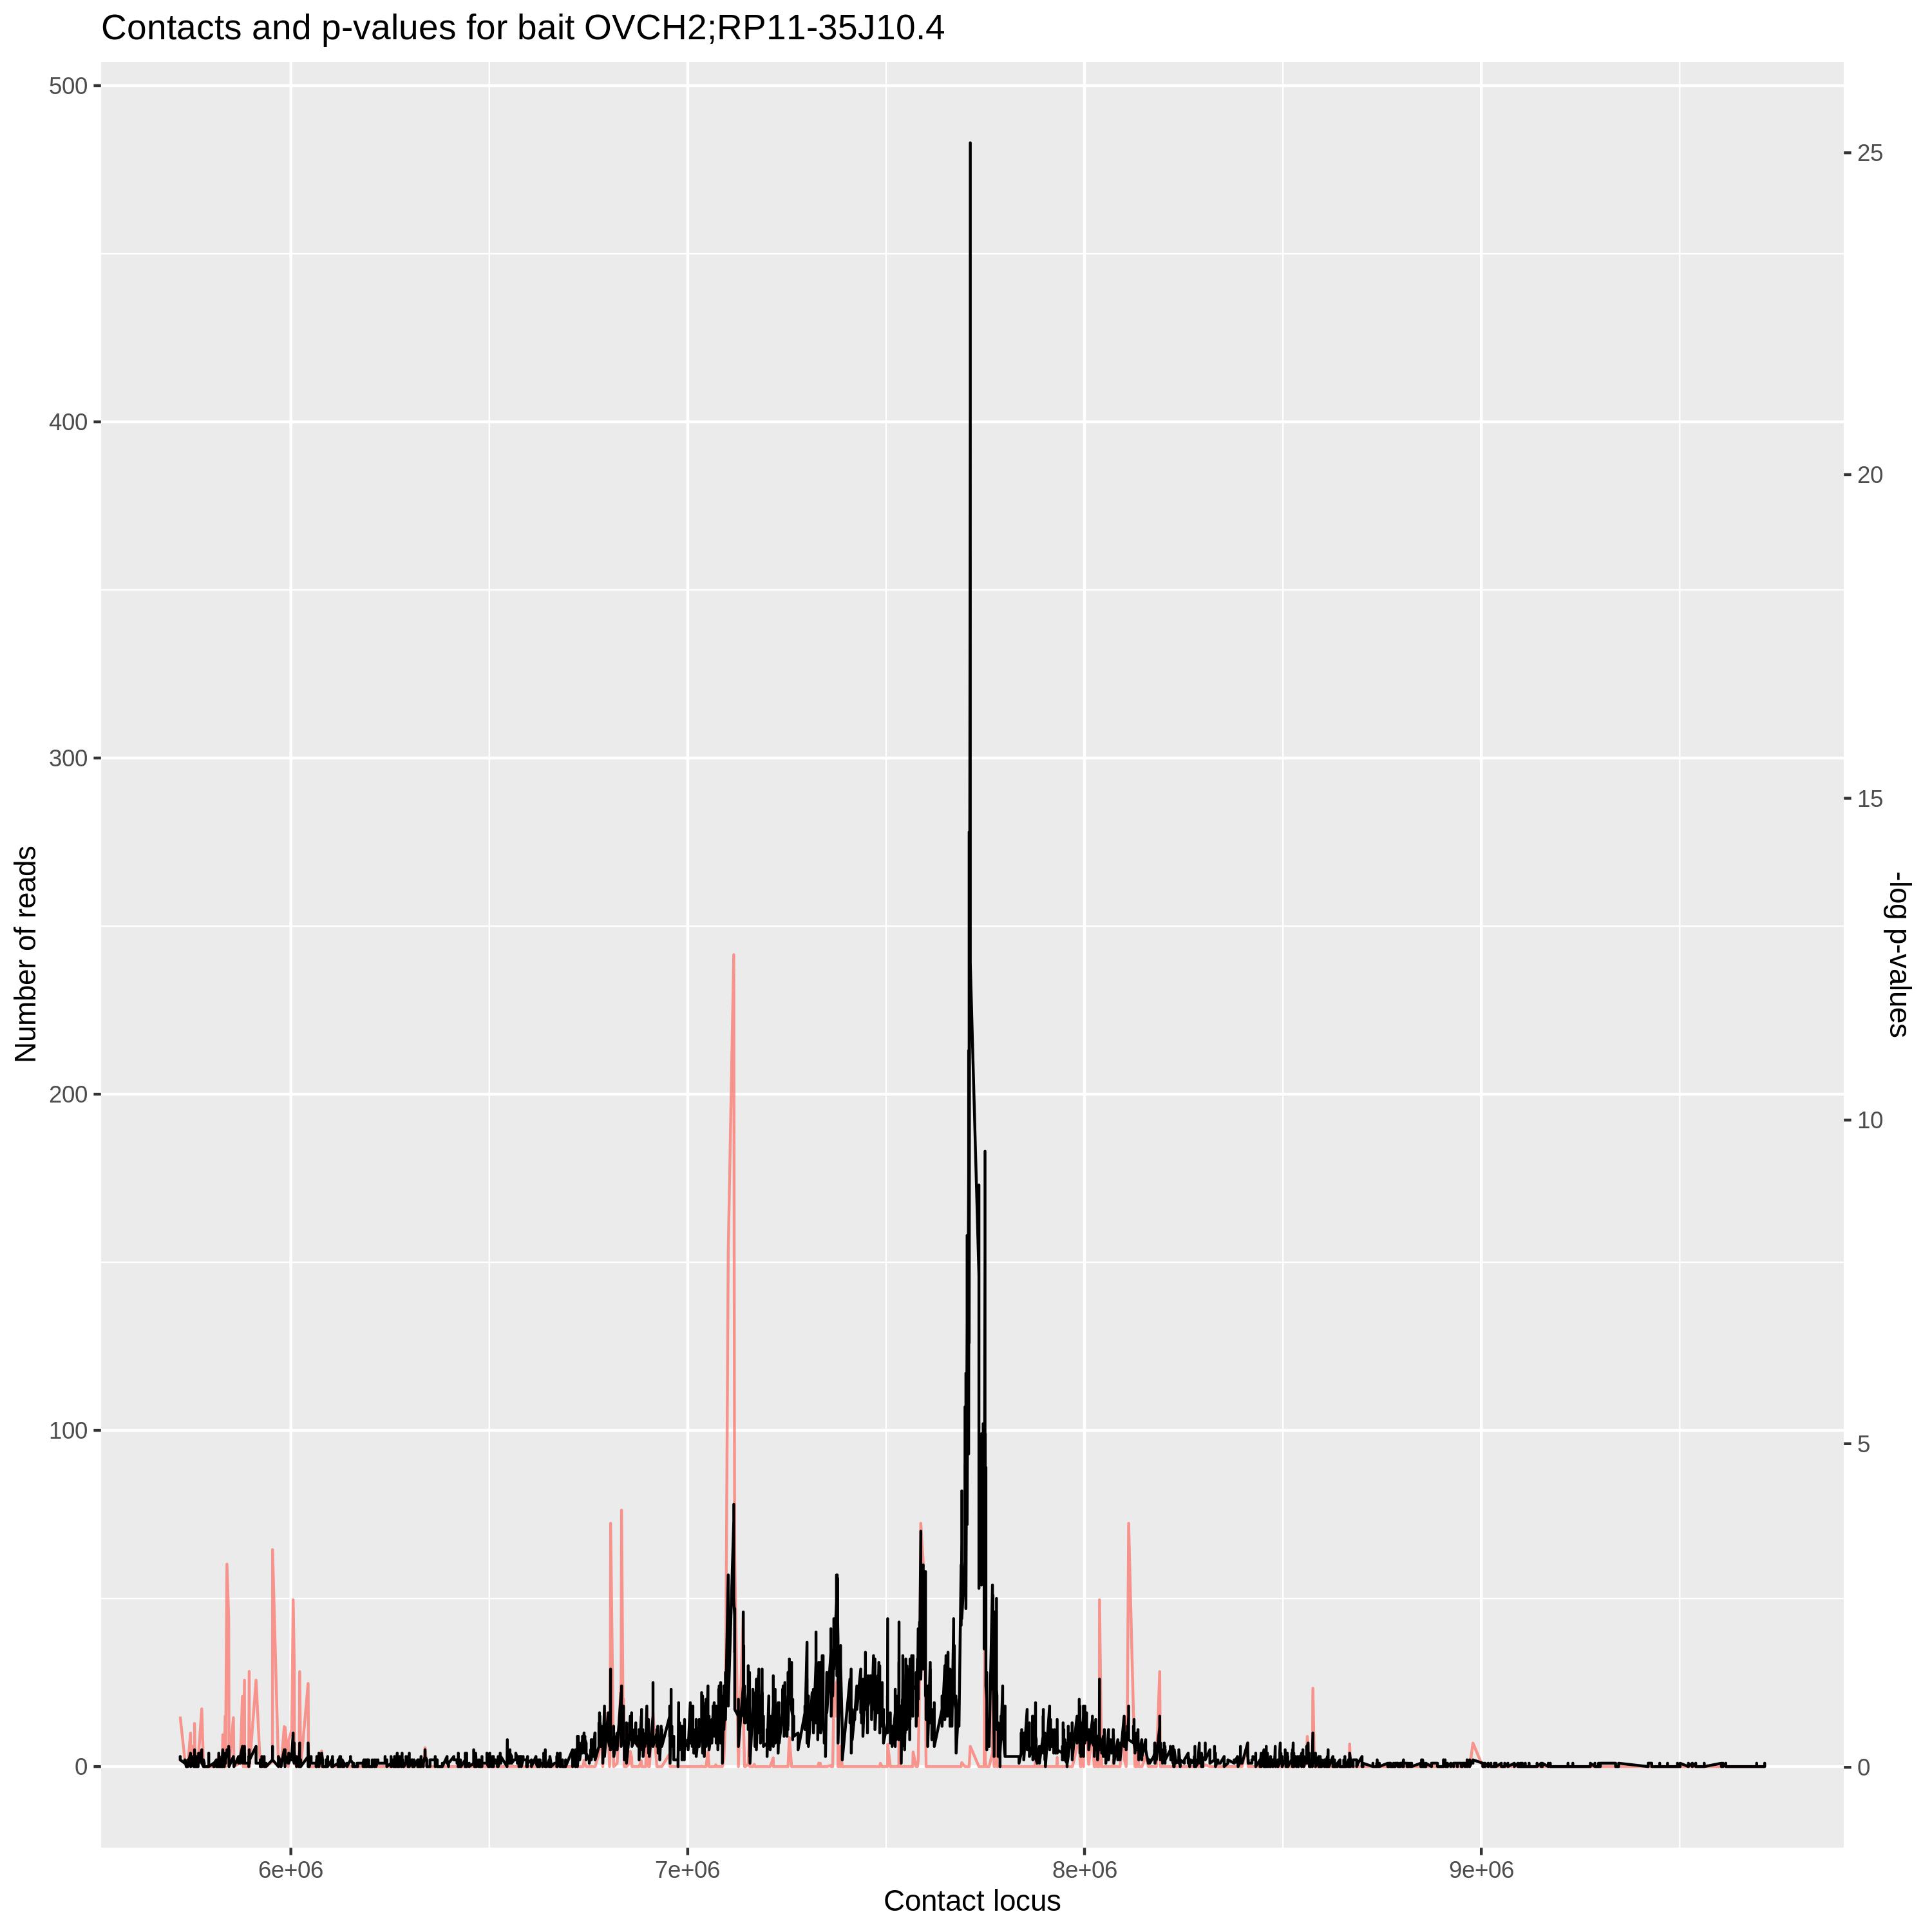 Contacts and p-values for bait OVCH2;RP11-35J10.4
500
400
300
200
100
0
Number of reads
25
20
15
10
5
0
-log p-values
6e+06
7e+06
8e+06
9e+06
Contact locus